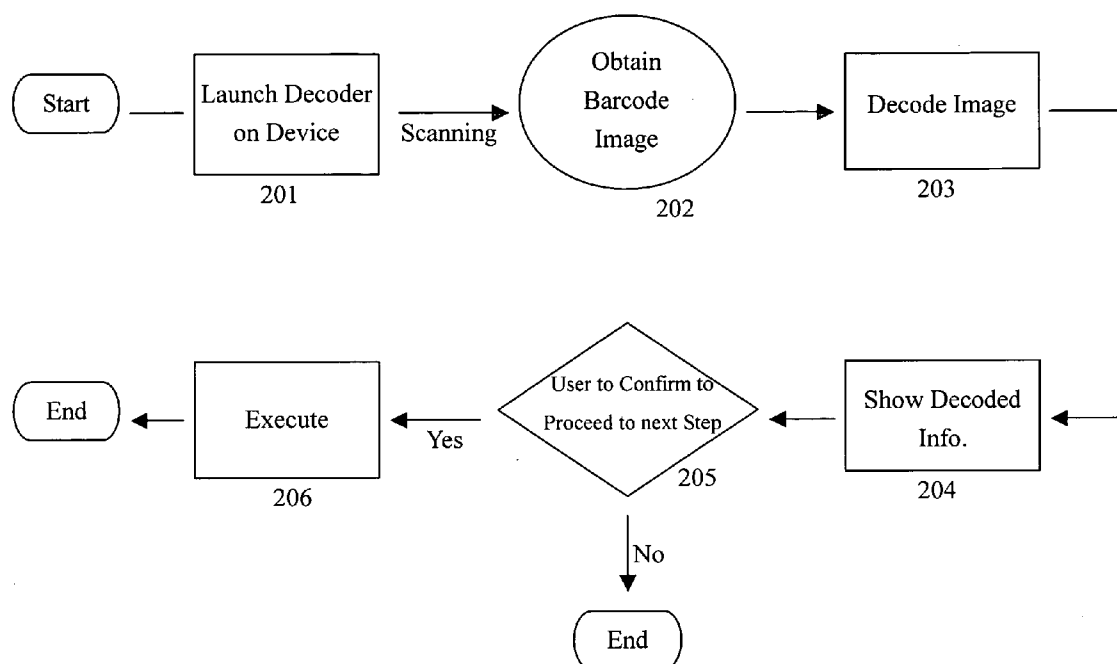 Start
Launch Decoder
on Device
201
Scanning
Obtain
Barcode
Image
202
Decode Image
203
Show Decoded
Info.
204
User to Confirm to
Proceed to next Step
205
Yes
Execute
206
End
No
End